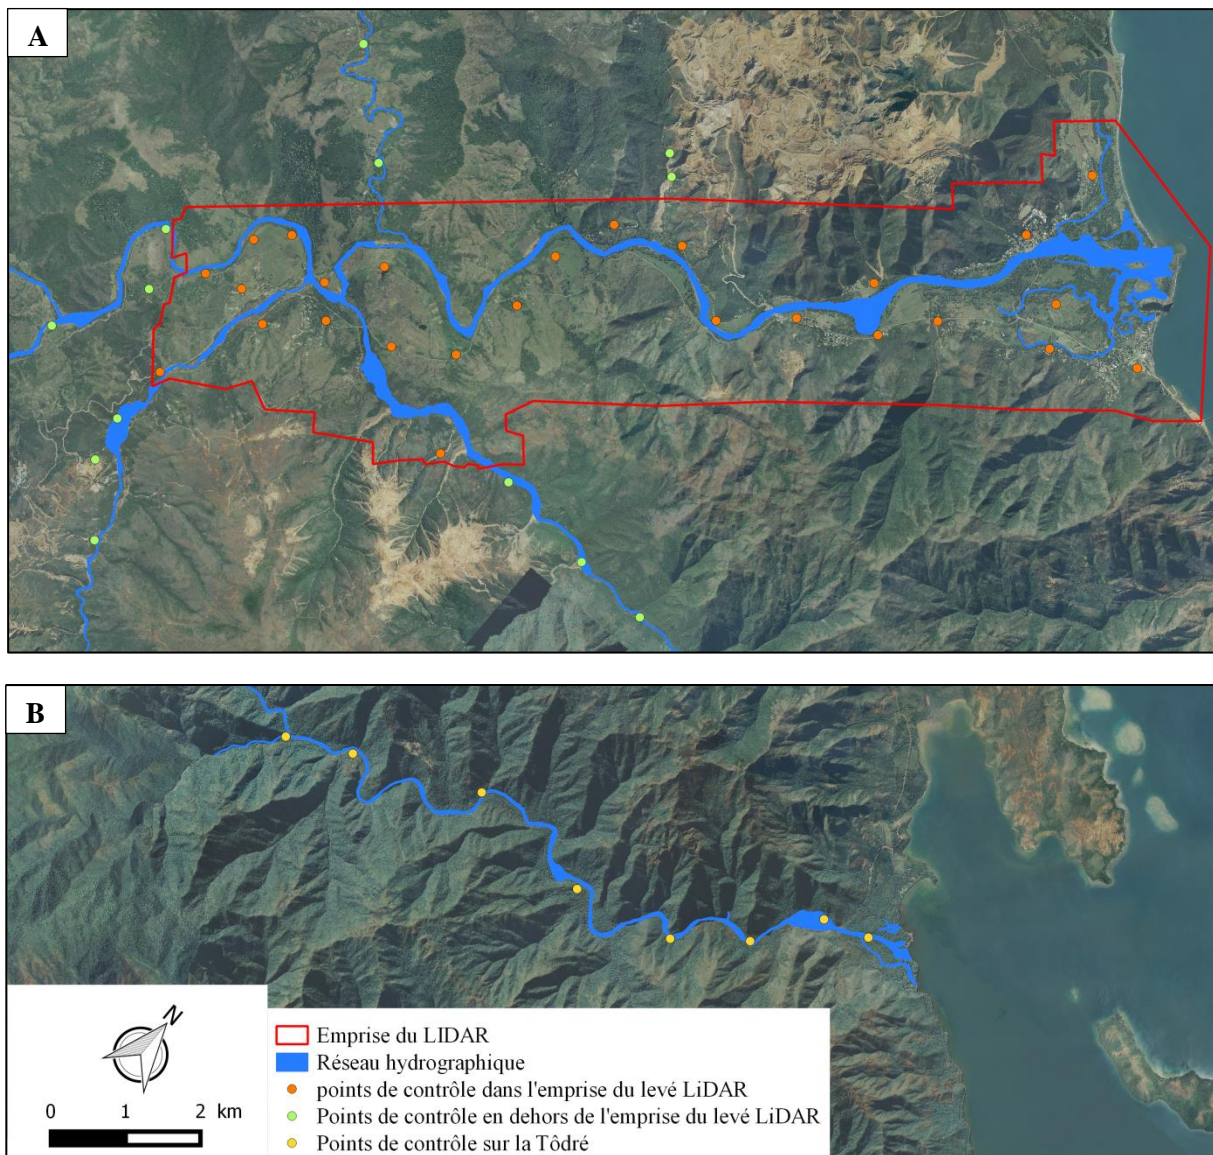 A
B
N
0 1 2 km
Emprise du LIDAR
Réseau hydrographique
points de contrôle dans l'emprise du levé LiDAR
Points de contrôle en dehors de l'emprise du levé LiDAR
Points de contrôle sur la Tôdré